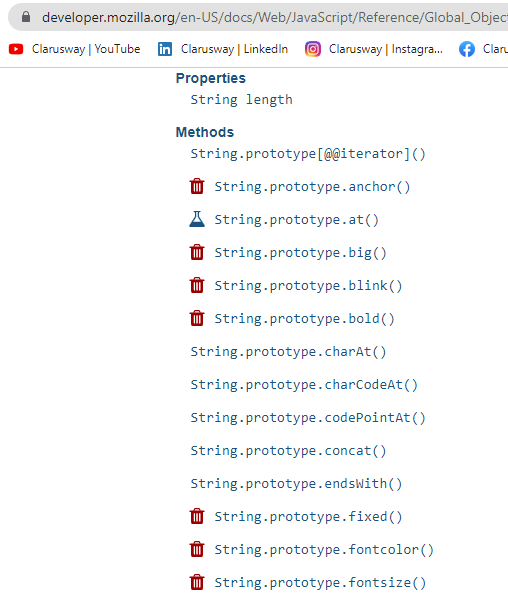 developer.mozilla.org/en-US/docs/Web/JavaScript/Reference/Global_Objec
Clarusway | YouTube Clarusway | LinkedIn Clarusway | Instagra... Claru
Properties
String length
Methods
String.prototype[@@iterator]()
String.prototype.anchor()
String.prototype.at()
String.prototype.big()
String.prototype.blink()
String.prototype.bold()
String.prototype.charAt()
String.prototype.charCodeAt()
String.prototype.codePointAt()
String.prototype.concat()
String.prototype.endsWith()
String.prototype.fixed()
String.prototype.fontcolor()
String.prototype.fontsize()